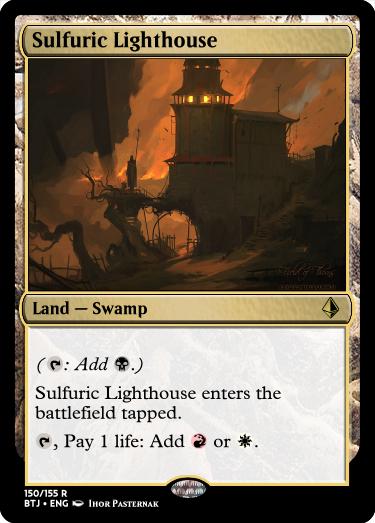 Sulfuric Lighthouse
Land — Swamp
(: Add .)
Sulfuric Lighthouse enters the
battlefield tapped.
, Pay 1 life: Add or .
150/155 R
BTJ • ENG Ihor Pasternak